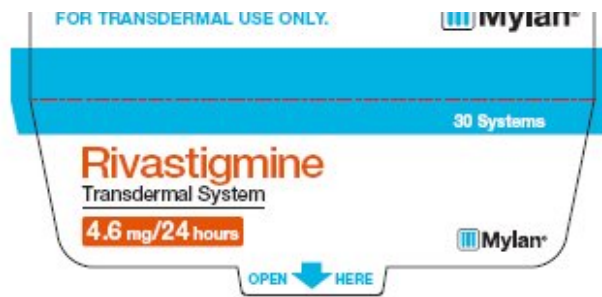 FOR TRANSDERMAL USE ONLY.
Mylan®
30 Systems
Rivastigmine
Transdermal System
4.6 mg/24 hours
Mylan®
OPEN HERE